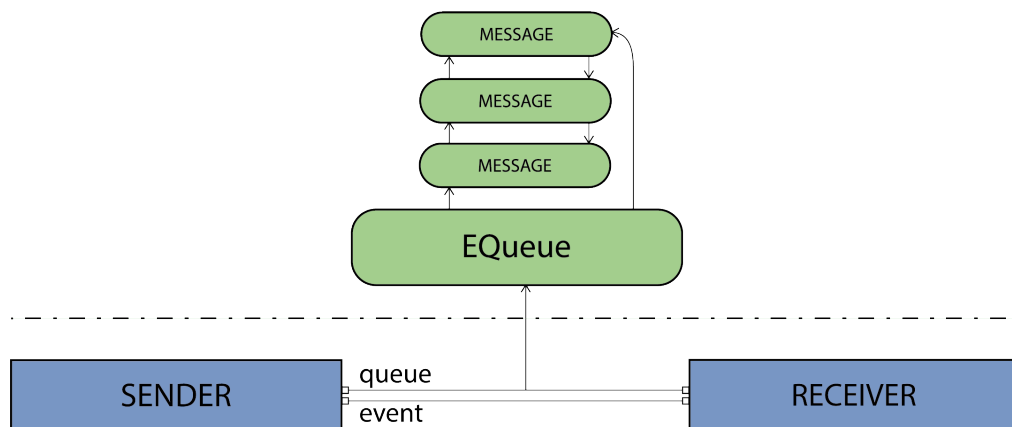 MESSAGE
MESSAGE
MESSAGE
EQueue
queue
SENDER
RECEIVER
event